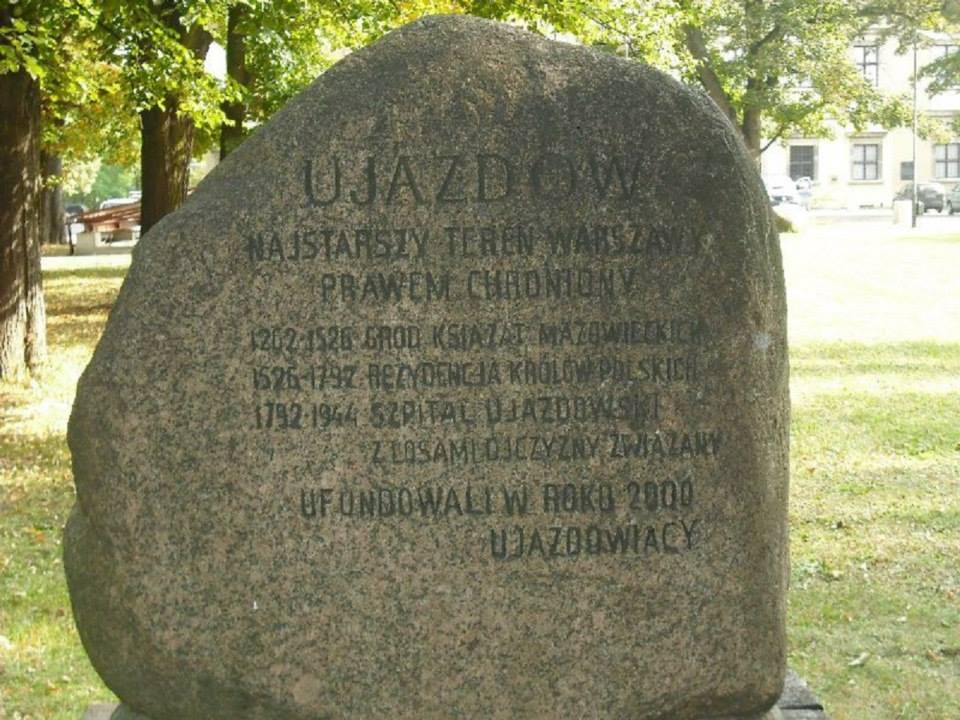 UJAZDÓW
NAJSTARSZY TEREN WARSZAWY
PRAWEM CHRONIONY
1262-1526 GRÓD KSIĄŻĄT MAZOWIECKICH
1526-1792 REZYDENCJA KRÓLÓW POLSKICH
1792-1944 SZPITAL UJAZDOWSKI
Z LOSAMI OJCZYZNY ZWIĄZANY
UFUNDOWALI W ROKU 2000
UJAZDOWIACY